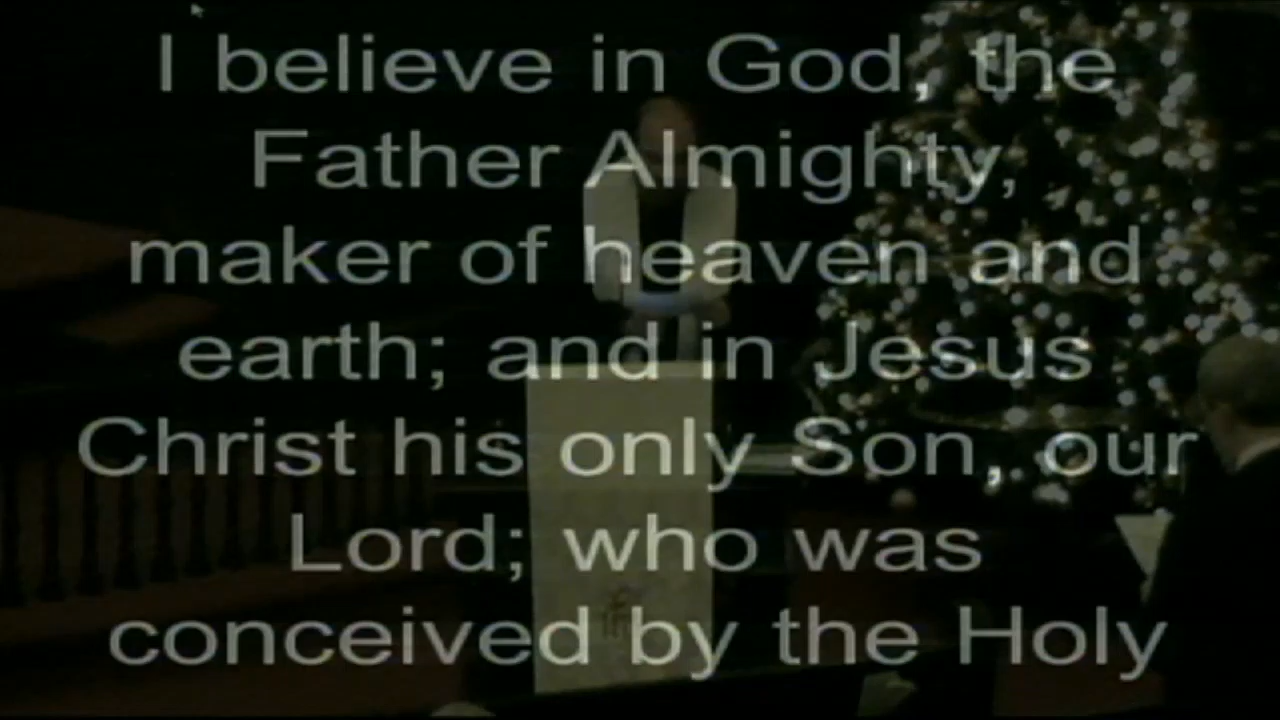 I believe in God, the
Father Almighty,
maker of heaven and
earth; and in Jesus
Christ his only Son, our
Lord; who was
conceived by the Holy